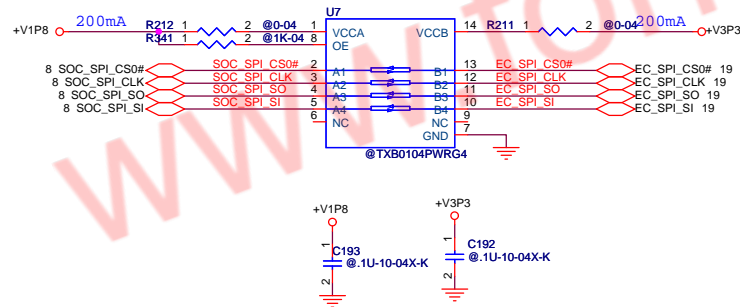 U7
200mA R212 1 2 @0-04 1 VCCA VCCB 14 R211 1 2 @0-04 200mA
+V1P8 +V3P3
R341 1 2 @1K-04 8 OE
8 SOC_SPI_CS0# SOC_SPI_CS0# 2 A1 B1 13 EC_SPI_CS0# EC_SPI_CS0# 19
8 SOC_SPI_CLK SOC_SPI_CLK 3 A2 B2 12 EC_SPI_CLK EC_SPI_CLK 19
8 SOC_SPI_SO SOC_SPI_SO 4 A3 B3 11 EC_SPI_SO EC_SPI_SO 19
8 SOC_SPI_SI SOC_SPI_SI 5 A4 B4 10 EC_SPI_SI EC_SPI_SI 19
6 NC NC 9
GND 7
@TXB0104PWRG4
+V1P8 +V3P3
1 C193 1 C192
@.1U-10-04X-K @.1U-10-04X-K
2 2